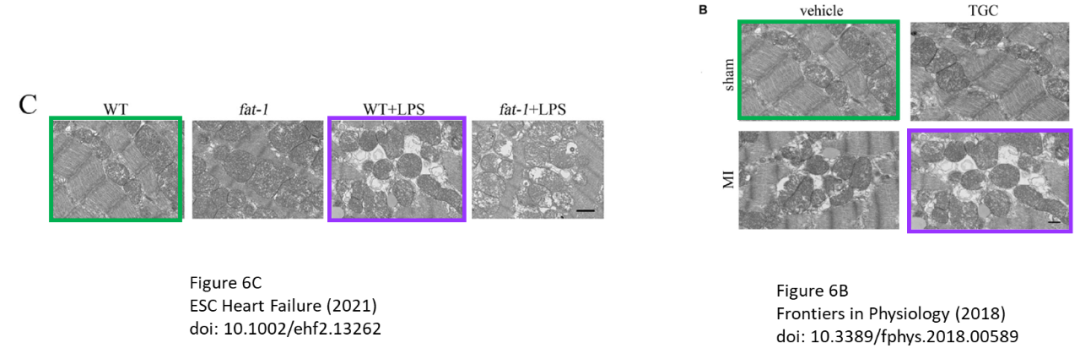 C
WT
fat-1
WT+LPS
fat-1+LPS
Figure 6C
ESC Heart Failure (2021)
doi: 10.1002/ehf2.13262
B
vehicle
TGC
sham
MI
Figure 6B
Frontiers in Physiology (2018)
doi: 10.3389/fphys.2018.00589